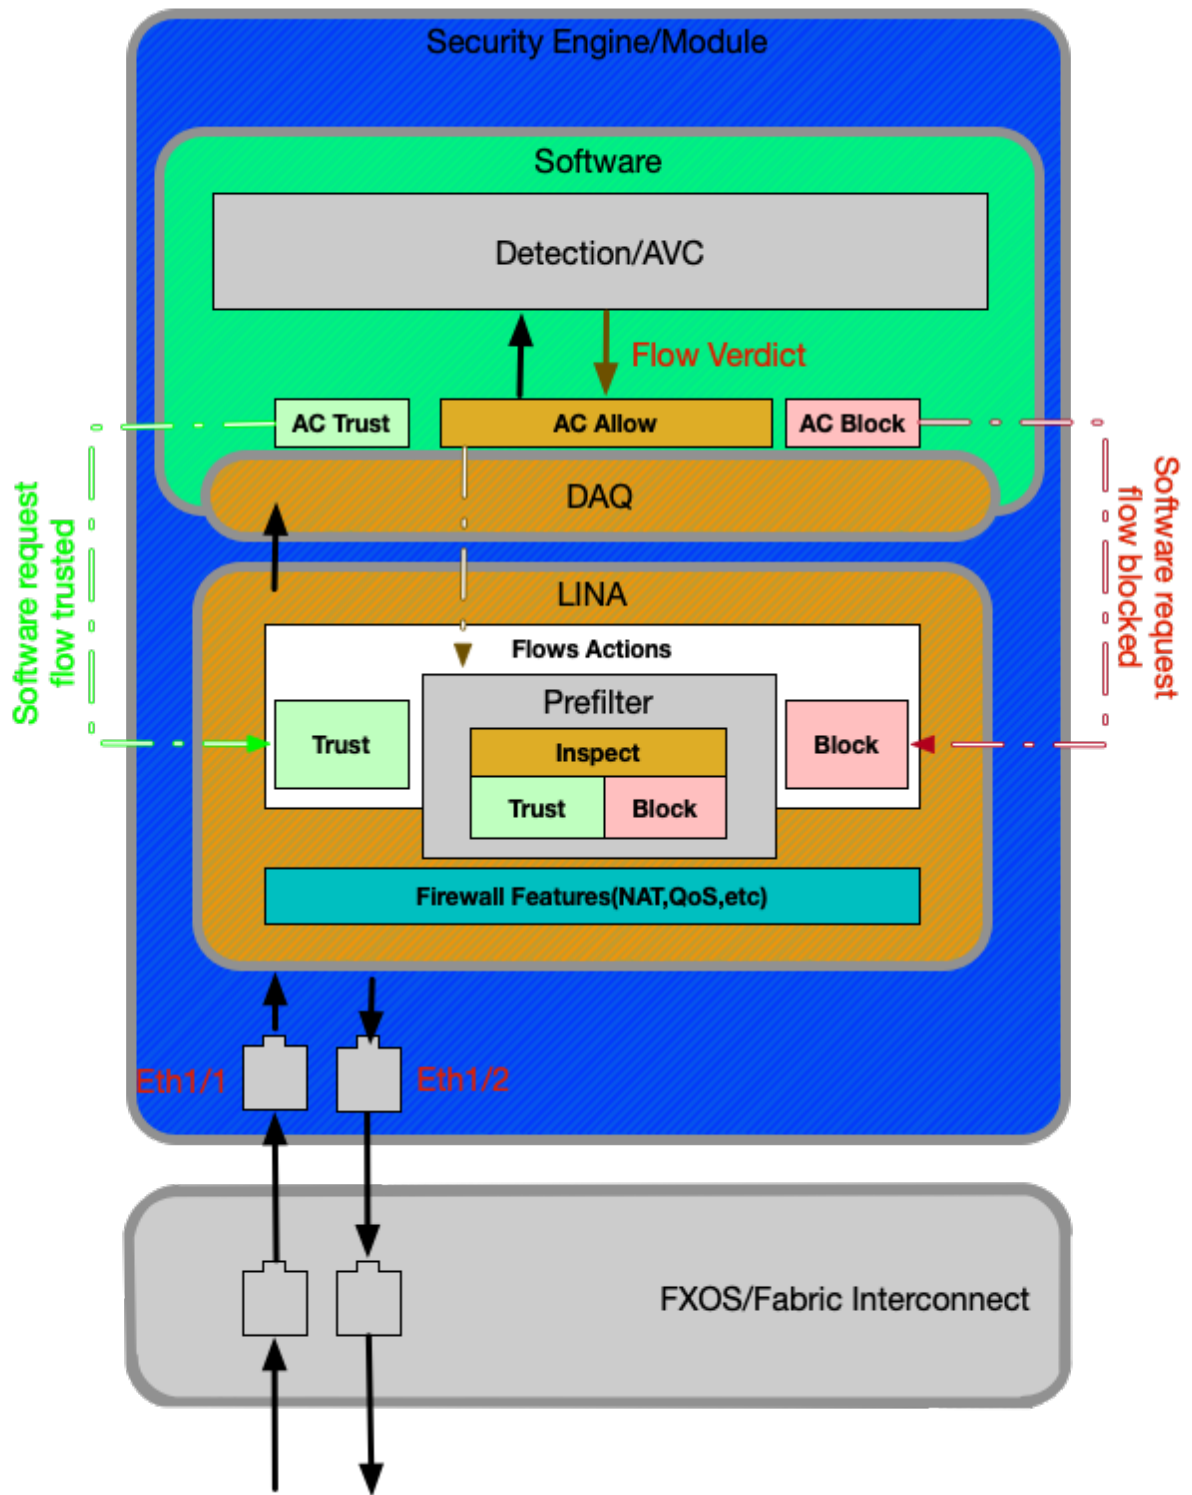 Security Engine/Module
Software
Detection/AVC
Flow Verdict
AC Trust
AC Allow
AC Block
DAQ
Software request
flow trusted
Software request
flow blocked
LINA
Flows Actions
Prefilter
Trust
Inspect
Block
Trust
Block
Firewall Features(NAT,QoS,etc)
Eth1/1
Eth1/2
FXOS/Fabric Interconnect